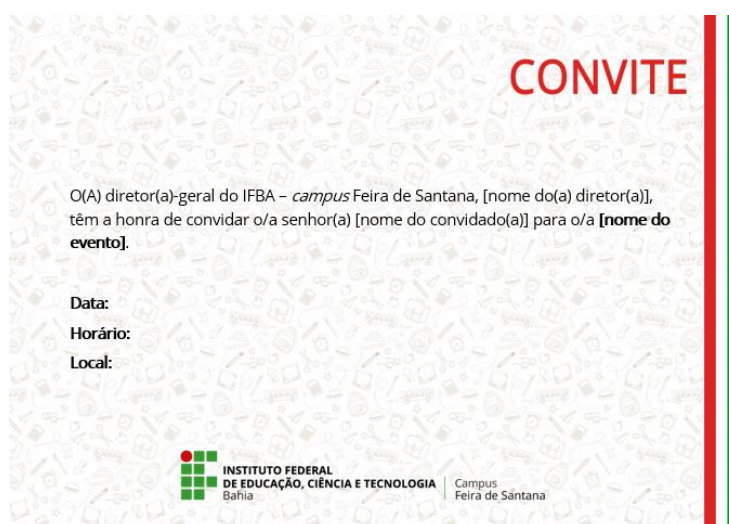 CONVITE
O(A) diretor(a)-geral do IFBA – campus Feira de Santana, [nome do(a) diretor(a)],
têm a honra de convidar o/a senhor(a) [nome do convidado(a)] para o/a [nome do
evento].
Data:
Horário:
Local:
INSTITUTO FEDERAL
DE EDUCAÇÃO, CIÊNCIA E TECNOLOGIA
Bahia
Campus
Feira de Santana